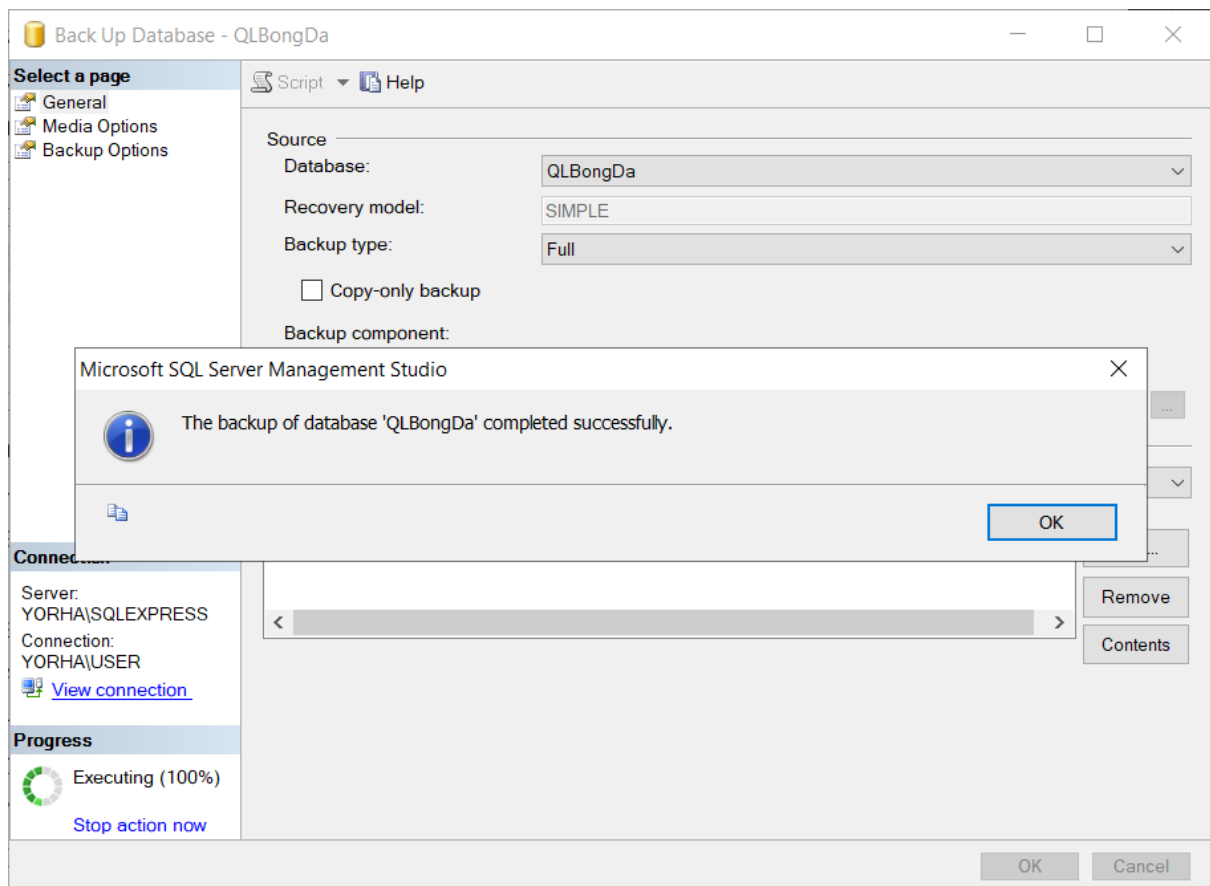 Back Up Database - QLBongDa
Select a page
General
Media Options
Backup Options
Script
Help
Source
Database:
QLBongDa
Recovery model:
SIMPLE
Backup type:
Full
Copy-only backup
Backup component:
Microsoft SQL Server Management Studio
The backup of database 'QLBongDa' completed successfully.
OK
...
...
Remove
Contents
Server:
YORHA\SQLEXPRESS
Connection:
YORHA\USER
View connection
Progress
Executing (100%)
Stop action now
OK
Cancel